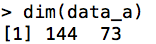 > dim(data_a)
[1] 144  73